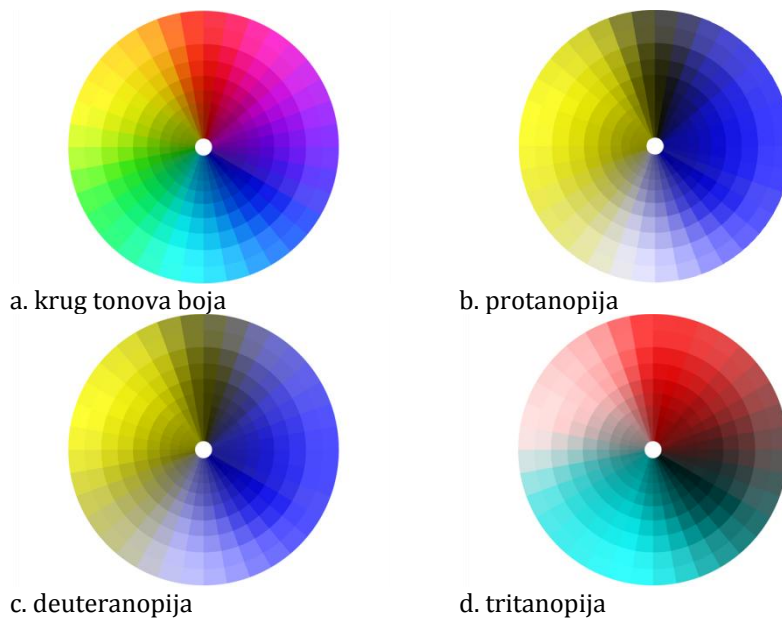 a. krug tonova boja
b. protanopija
c. deuteranopija
d. tritanopija